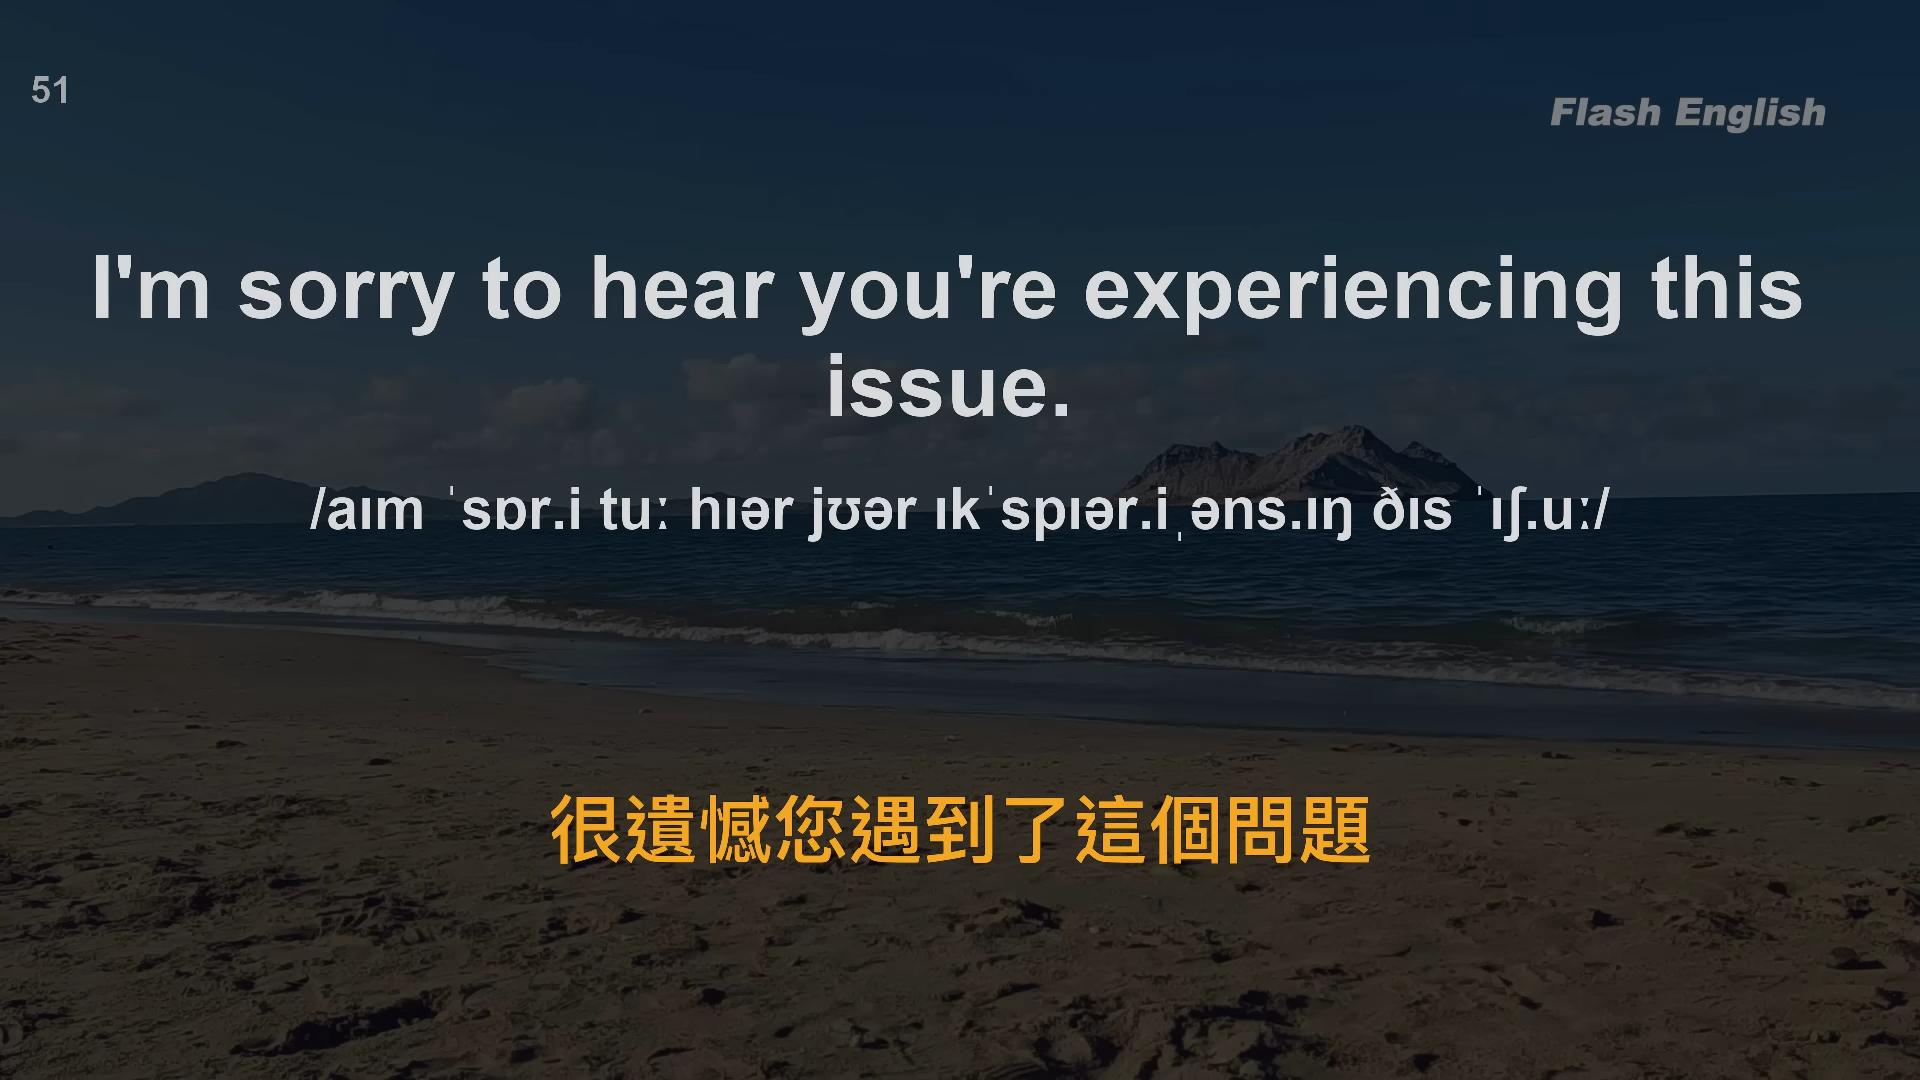 51
Flash English
I'm sorry to hear you're experiencing this
issue.
/aɪm ˈsɒr.i tuː hɪər jʊər ɪkˈspɪər.iˌəns.ɪŋ ðɪs ˈɪʃ.uː/
很遺憾您遇到了這個問題